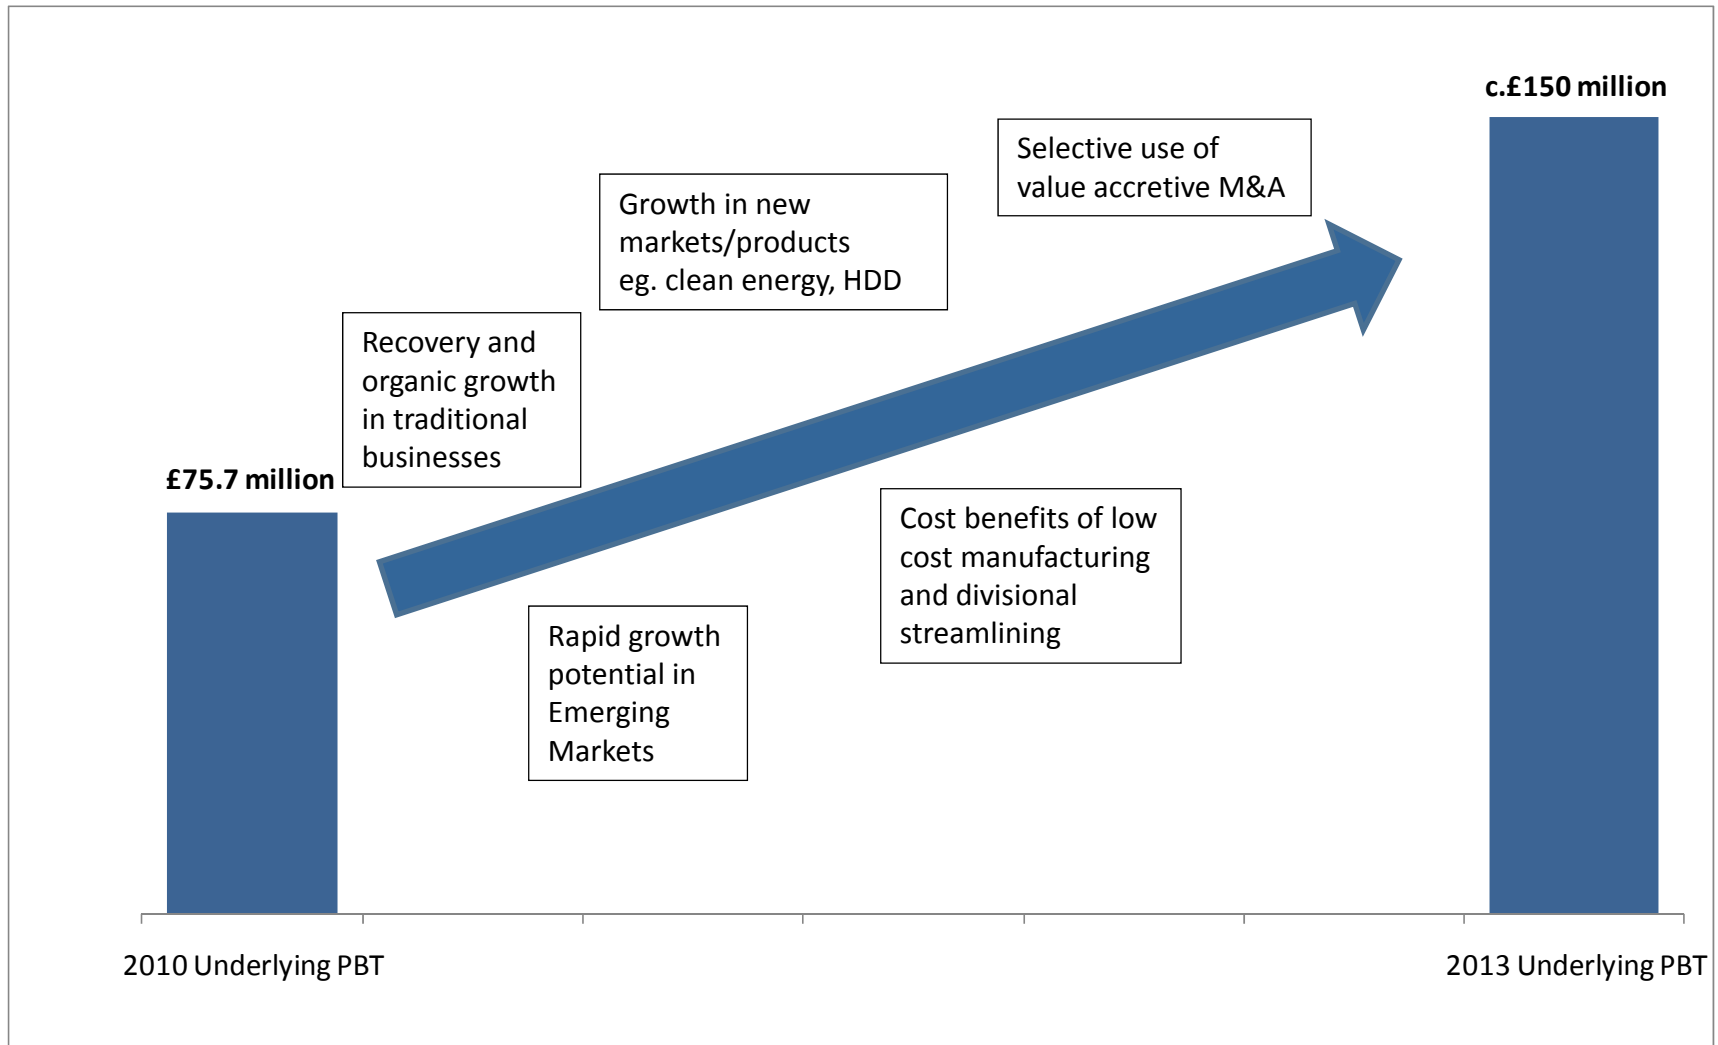 c.£150 million
Selective use of
value accretive M&A
Growth in new
markets/products
eg. clean energy, HDD
Recovery and
organic growth
in traditional
businesses
£75.7 million
Cost benefits of low
cost manufacturing
and divisional
streamlining
Rapid growth
potential in
Emerging
Markets
2010 Underlying PBT
2013 Underlying PBT